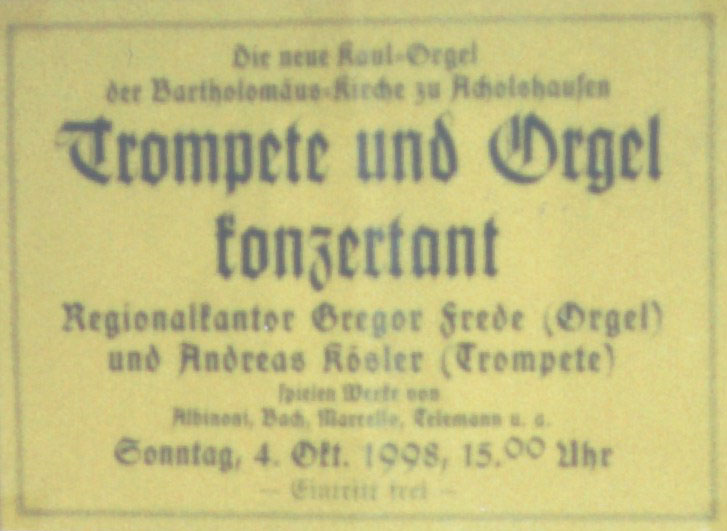 Die neue Kaul-Orgel
der Bartholomäus-Kirche zu Acholshausen
Trompete und Orgel
konzertant
Regionalkantor Gregor Frede (Orgel)
und Andreas Kösler (Trompete)
spielen Werke von
Albinoni, Bach, Marcello, Telemann u. a.
Sonntag, 4. Okt. 1998, 15.00 Uhr
– Eintritt frei –